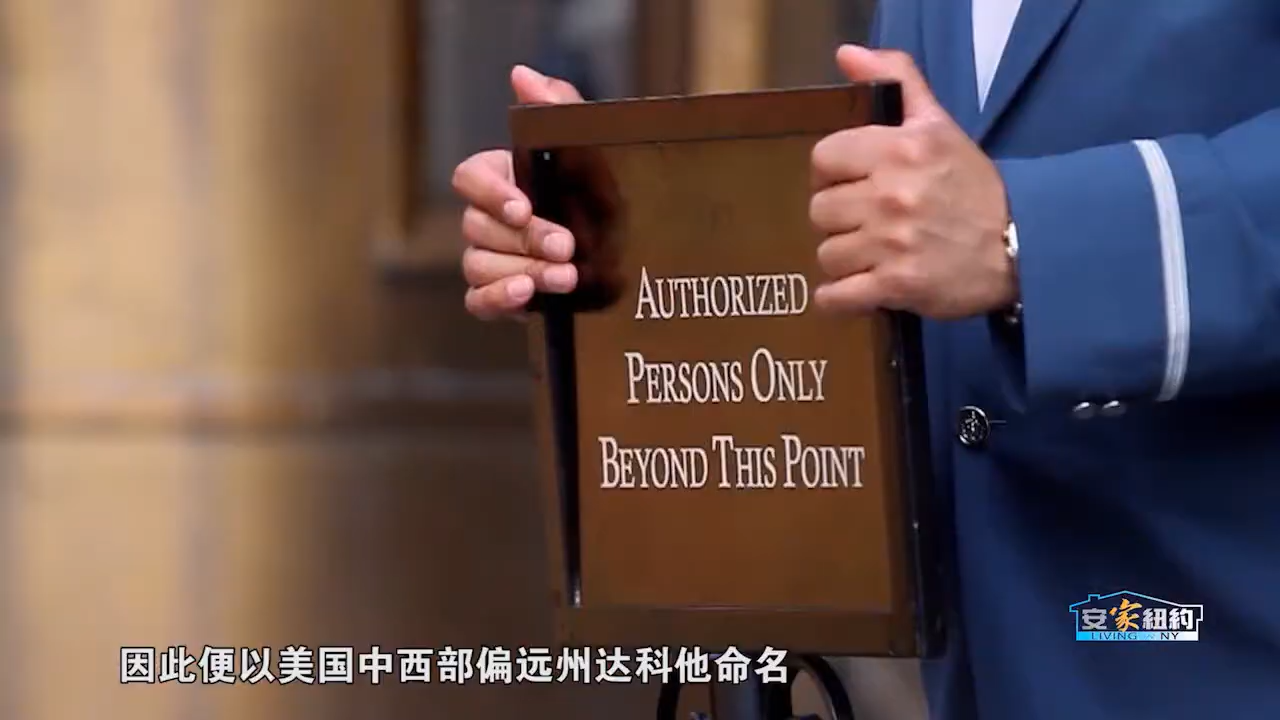 AUTHORIZED
PERSONS ONLY
BEYOND THIS POINT
安家紐約
LIVING IN NY
因此便以美国中西部偏远州达科他命名